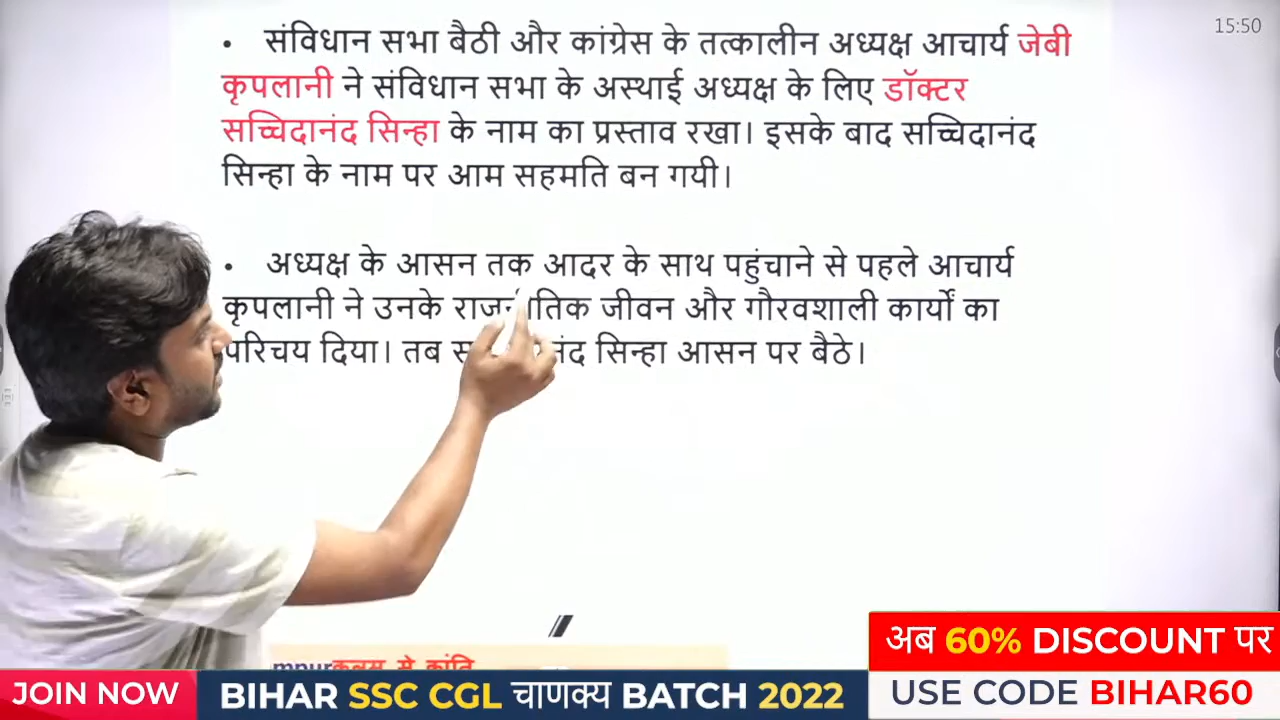 15:50
• संविधान सभा बैठी और कांग्रेस के तत्कालीन अध्यक्ष आचार्य जेबी
कृपलानी ने संविधान सभा के अस्थाई अध्यक्ष के लिए डॉक्टर
सच्चिदानंद सिन्हा के नाम का प्रस्ताव रखा। इसके बाद सच्चिदानंद
सिन्हा के नाम पर आम सहमति बन गयी।
• अध्यक्ष के आसन तक आदर के साथ पहुंचाने से पहले आचार्य
कृपलानी ने उनके जीवन और गौरवशाली कार्यों का
परिचय दिया। तब सिन्हा आसन पर बैठे।
अब 60% DISCOUNT पर
JOIN NOW BIHAR SSC CGL चाणक्य BATCH 2022 USE CODE BIHAR60